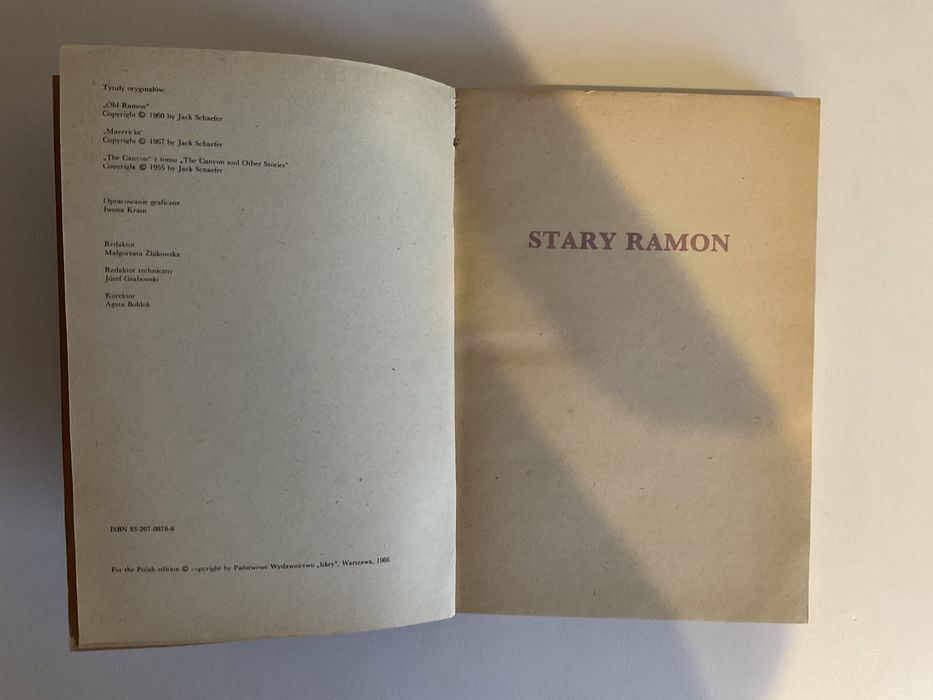 Tytuły oryginałów:
„Old Ramon"
Copyright © 1960 by Jack Schaefer
„Mavericks"
Copyright © 1967 by Jack Schaefer
„The Canyon" z tomu „The Canyon and Other Stories"
Copyright © 1955 by Jack Schaefer
Opracowanie graficzne
Iwona Krain
Redaktor
Małgorzata Żbikowska
Redaktor techniczny
Józef Grabowski
Korektor
Agata Bołdok
ISBN 83-207-0878-8
For the Polish edition © copyright by Państwowe Wydawnictwo „Iskry", Warszawa, 1986
STARY RAMON